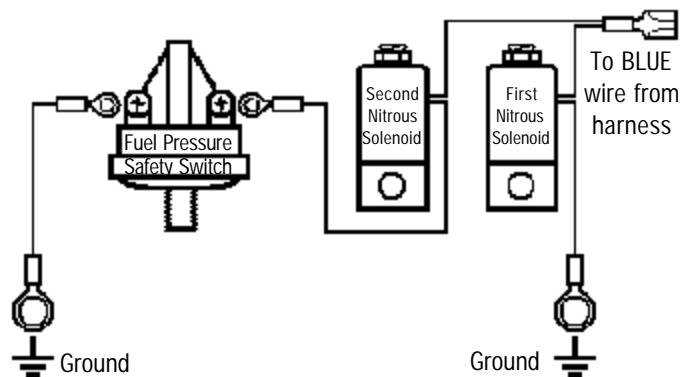 To BLUE
wire from
harness
Second
Nitrous
Solenoid
First
Nitrous
Solenoid
Fuel Pressure
Safety Switch
Ground
Ground